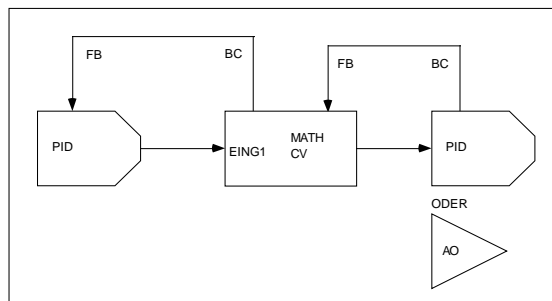 FB BC FB BC
PID EING1 MATH PID
CV
ODER
AO